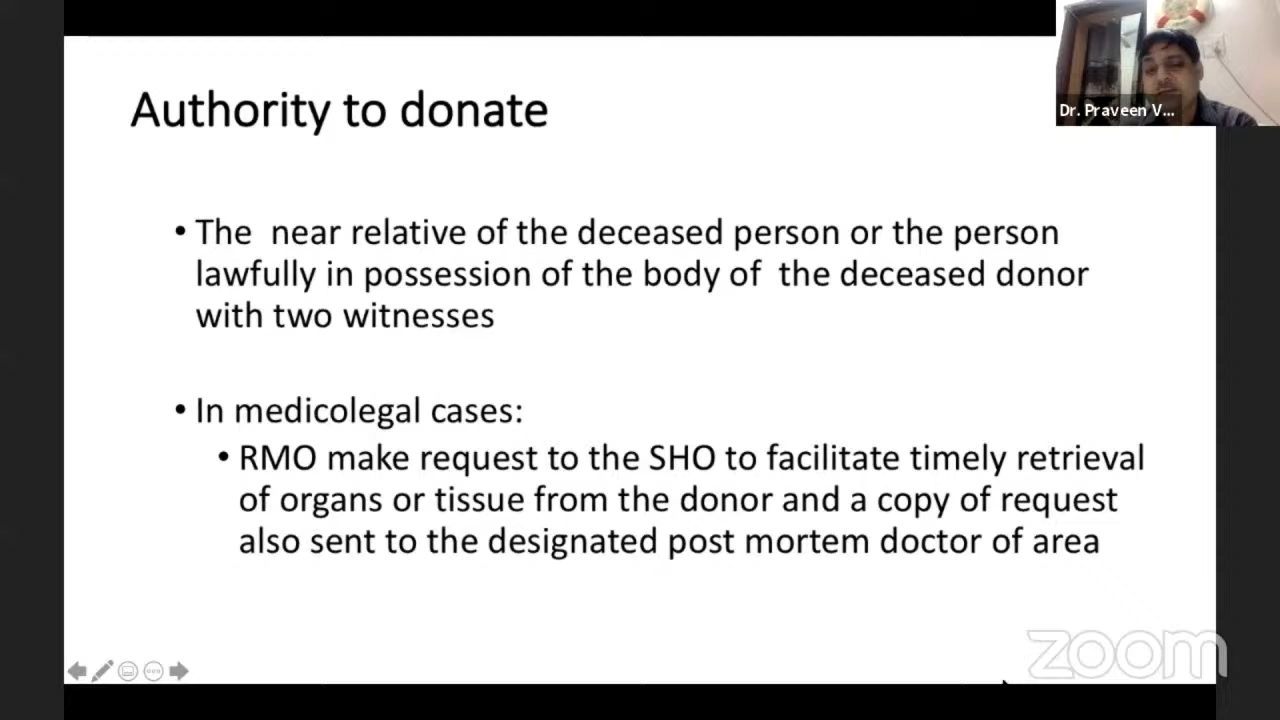 Authority to donate
Dr. Praveen V...
• The near relative of the deceased person or the person
lawfully in possession of the body of the deceased donor
with two witnesses
• In medicolegal cases:
• RMO make request to the SHO to facilitate timely retrieval
of organs or tissue from the donor and a copy of request
also sent to the designated post mortem doctor of area
zoom